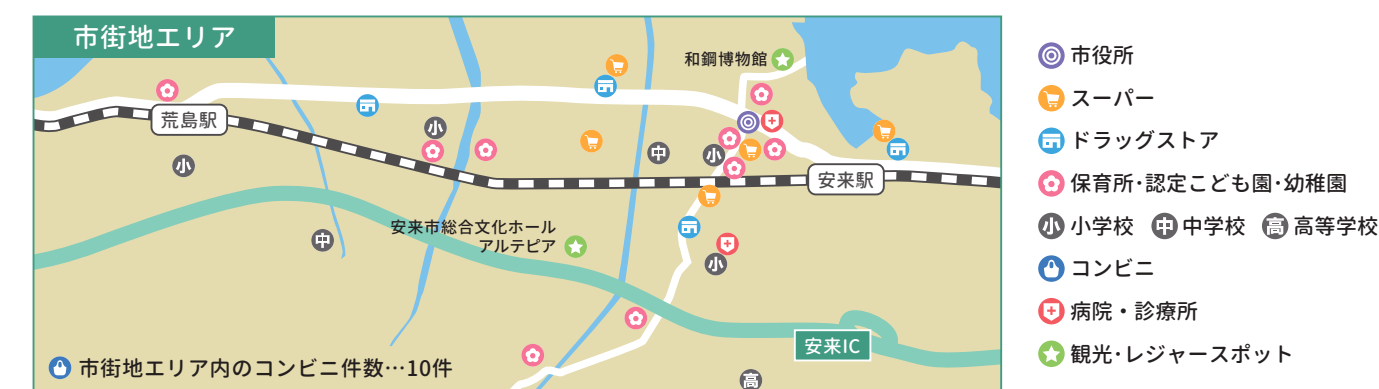 市街地エリア
和鋼博物館
荒島駅
小
小
中
小
安来駅
安来市総合文化ホール
アルテピア
中
小
安来IC
市街地エリア内のコンビニ件数…10件
高
市役所
スーパー
ドラッグストア
保育所・認定こども園・幼稚園
小 小学校 中 中学校 高 高等学校
コンビニ
病院・診療所
観光・レジャースポット